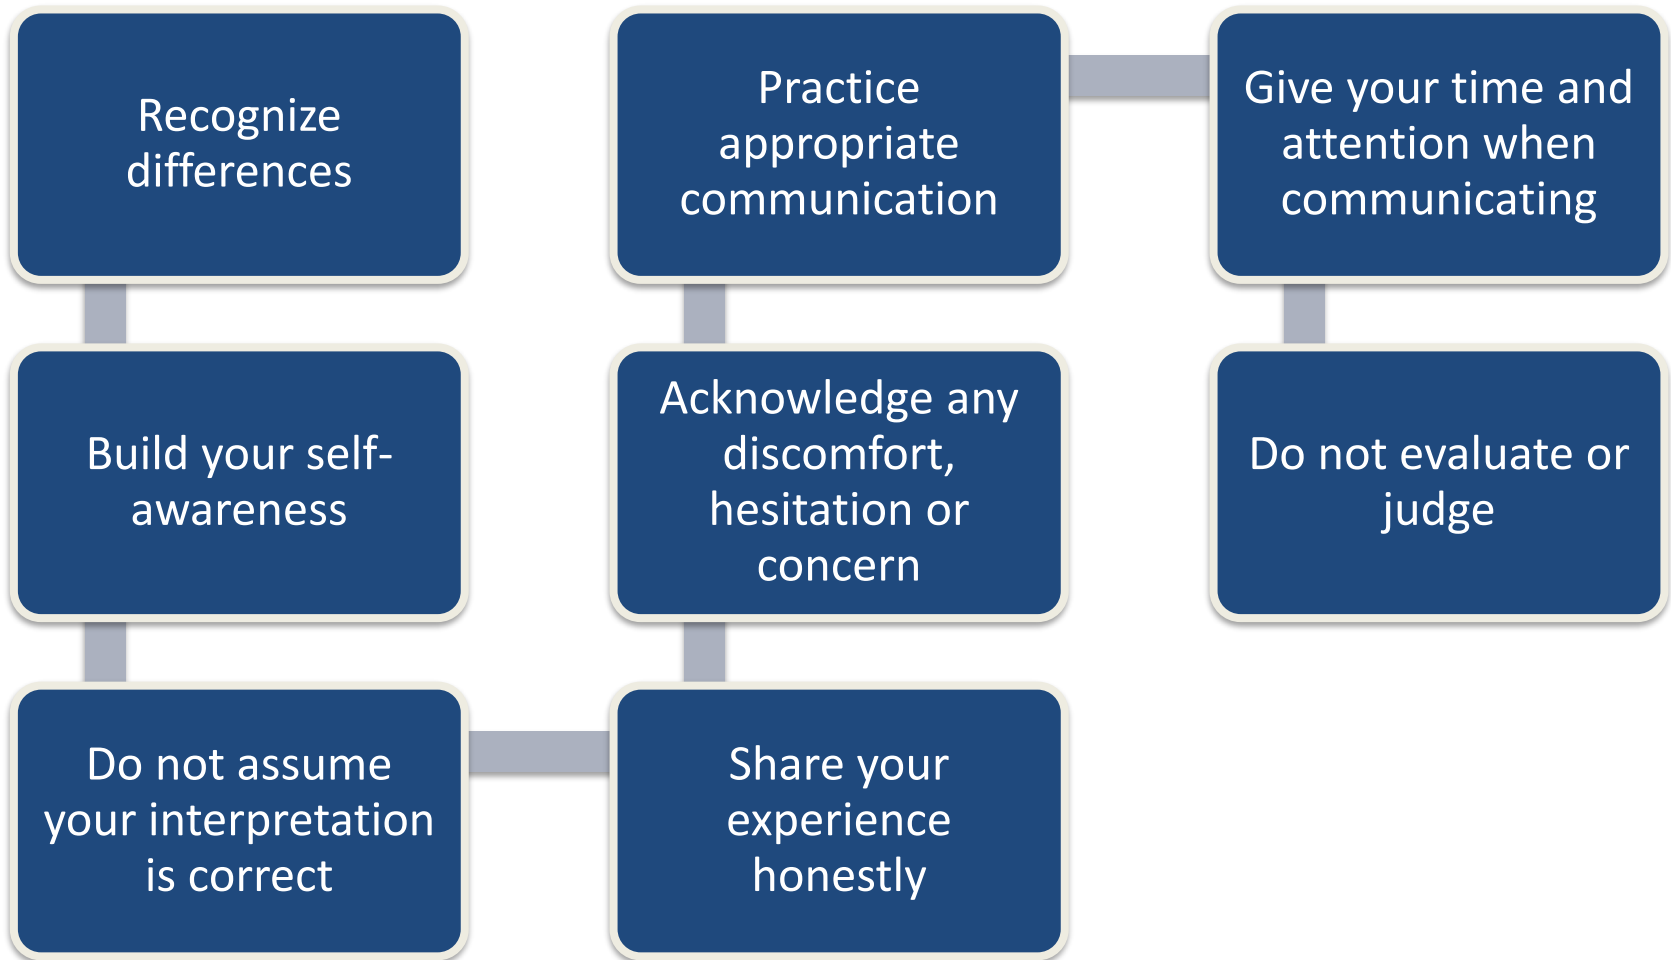 Recognize
differences
Build your self-
awareness
Do not assume
your interpretation
is correct
Share your
experience
honestly
Acknowledge any
discomfort,
hesitation or
concern
Practice
appropriate
communication
Give your time and
attention when
communicating
Do not evaluate or
judge